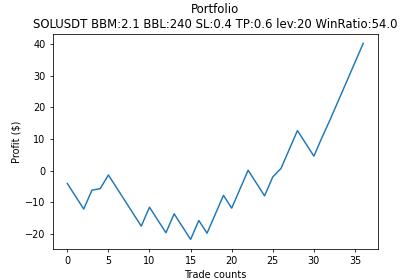 Portfolio
SOLUSDT BBM:2.1 BBL:240 SL:0.4 TP:0.6 lev:20 WinRatio:54.0
40
30
20
10
0
−10
−20
Profit ($)
0 5 10 15 20 25 30 35
Trade counts